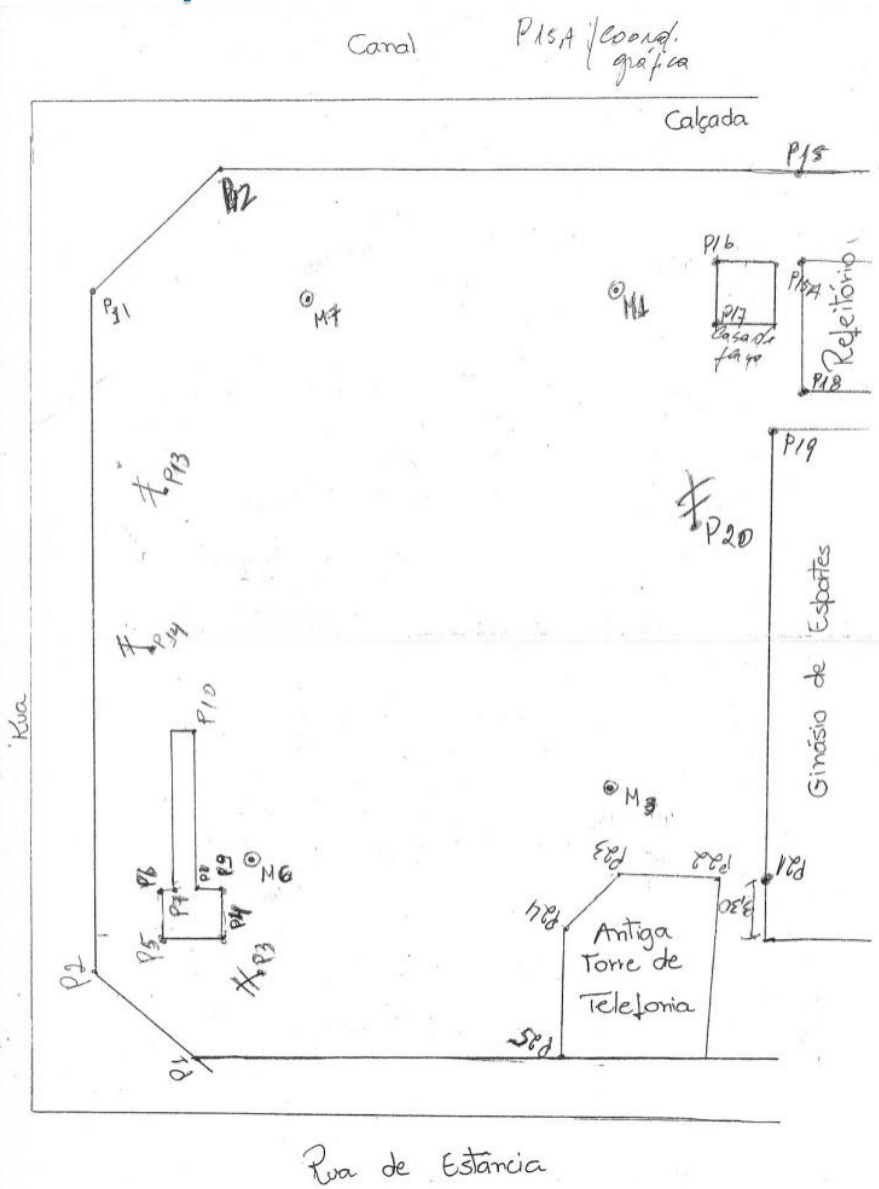 Canal
P15A / coord.
gráfica
Calçada
P15
P12
P16
P11
M7
M1
P17
Casa de
P15A
Refeitório
P18
P19
P13
P20
P14
Ginásio de Esportes
Rua
P10
M3
P6
P7
P8
P9
M6
P23
P22
P21
3,30
P24
P5
P4
P3
P2
Antiga
Torre de
Telefonia
P1
P25
Rua de Estância